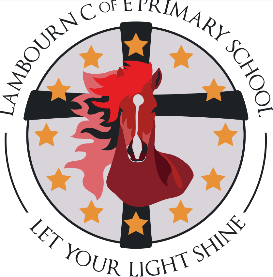 LAMBOURN C OF E PRIMARY SCHOOL
LET YOUR LIGHT SHINE